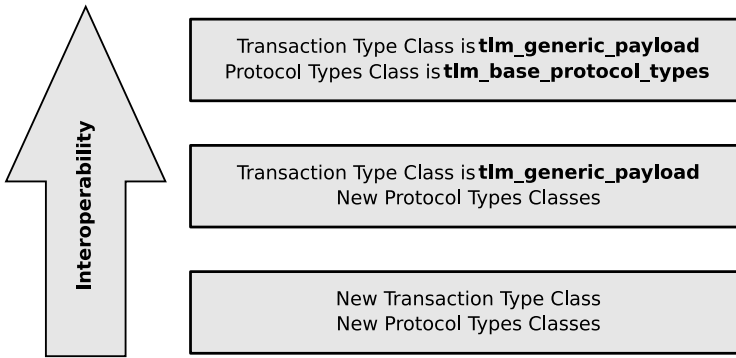 Interoperability
Transaction Type Class is tlm_generic_payload
Protocol Types Class is tlm_base_protocol_types
Transaction Type Class is tlm_generic_payload
New Protocol Types Classes
New Transaction Type Class
New Protocol Types Classes